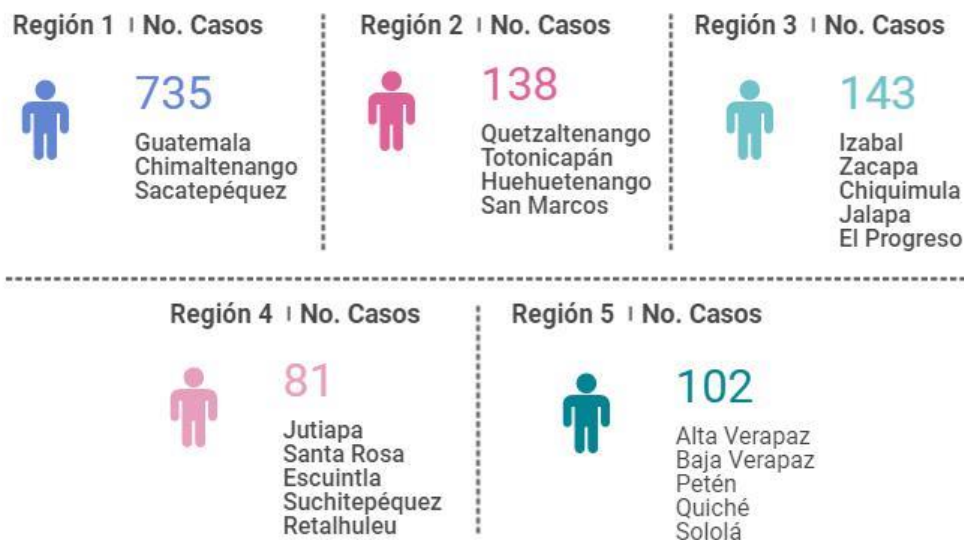 Región 1 | No. Casos
735
Guatemala
Chimaltenango
Sacatepéquez
Región 2 | No. Casos
138
Quetzaltenango
Totonicapán
Huehuetenango
San Marcos
Región 3 | No. Casos
143
Izabal
Zacapa
Chiquimula
Jalapa
El Progreso
Región 4 | No. Casos
81
Jutiapa
Santa Rosa
Escuintla
Suchitepéquez
Retalhuleu
Región 5 | No. Casos
102
Alta Verapaz
Baja Verapaz
Petén
Quiché
Sololá